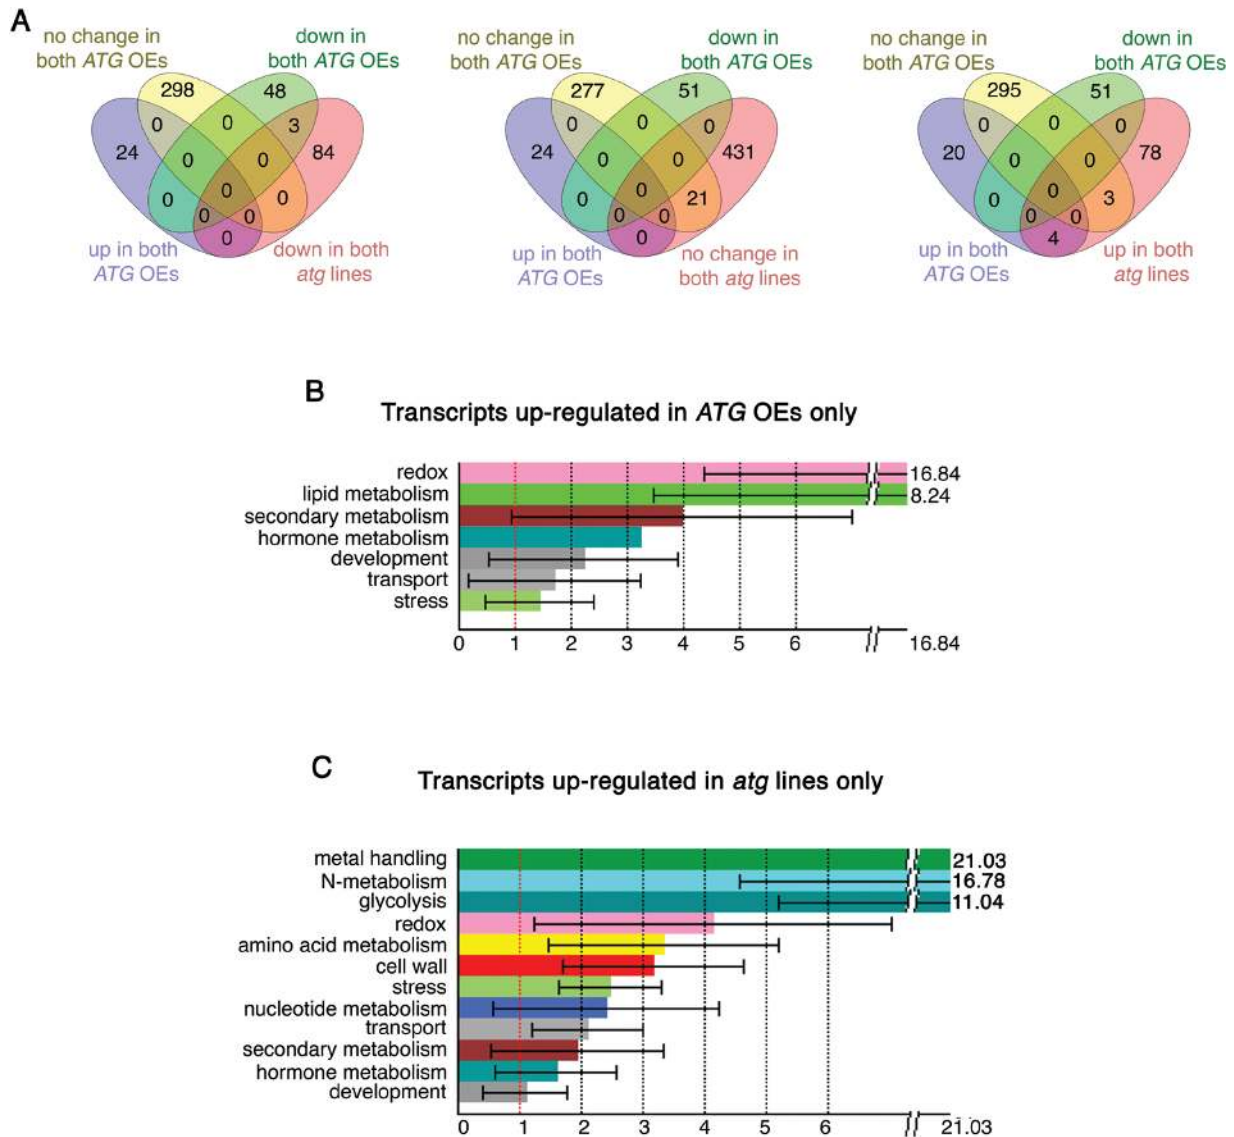 A
no change in
both ATG OEs
down in
both ATG OEs
298
48
0
0
3
24
0
0
84
0
0
0
0
0
0
up in both
ATG OEs
down in both
atg lines
no change in
both ATG OEs
down in
both ATG OEs
277
51
0
0
0
24
0
0
431
0
0
21
0
0
0
up in both
ATG OEs
no change in
both atg lines
no change in
both ATG OEs
down in
both ATG OEs
295
51
0
0
0
20
0
0
78
0
0
3
0
0
4
up in both
ATG OEs
up in both
atg lines
B
Transcripts up-regulated in ATG OEs only
redox
16.84
lipid metabolism
8.24
secondary metabolism
hormone metabolism
development
transport
stress
0 1 2 3 4 5 6 16.84
C
Transcripts up-regulated in atg lines only
metal handling
21.03
N-metabolism
16.78
glycolysis
11.04
redox
amino acid metabolism
cell wall
stress
nucleotide metabolism
transport
secondary metabolism
hormone metabolism
development
0 1 2 3 4 5 6 21.03